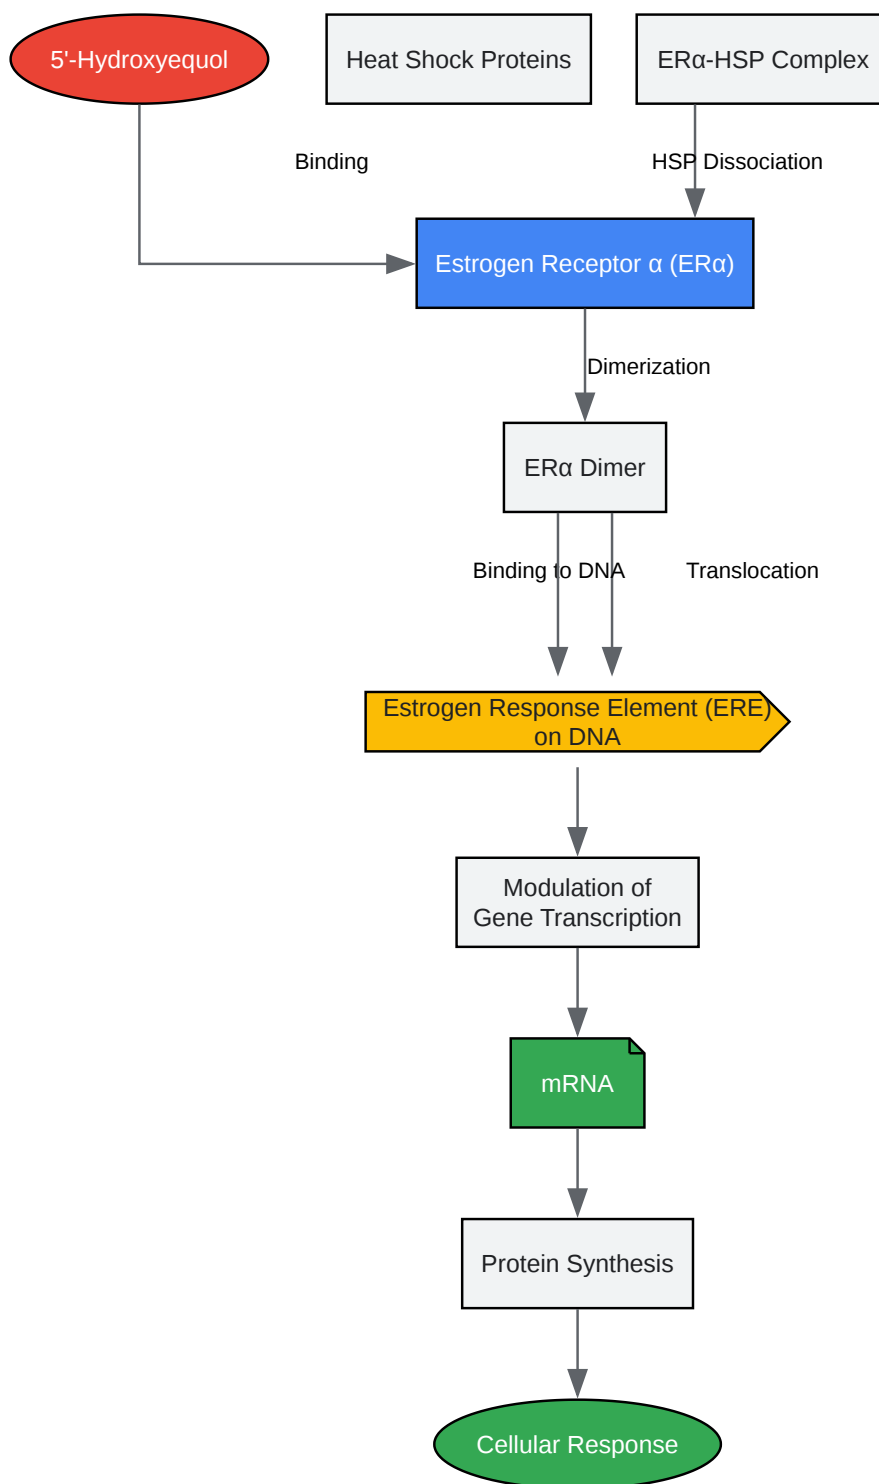 5'-Hydroxyequol
Heat Shock Proteins
ERα-HSP Complex
Binding
HSP Dissociation
Estrogen Receptor α (ERα)
Dimerization
ERα Dimer
Binding to DNA
Translocation
Estrogen Response Element (ERE)
on DNA
Modulation of
Gene Transcription
mRNA
Protein Synthesis
Cellular Response